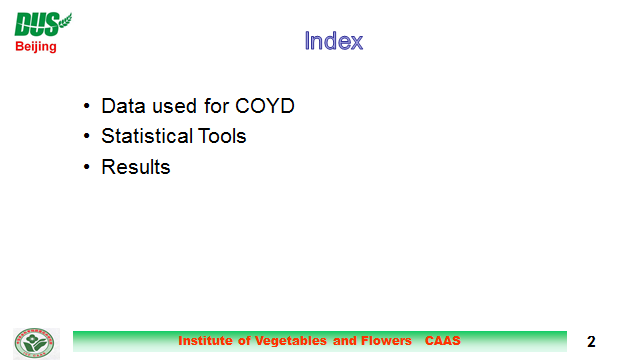 DUS
Beijing
Index
• Data used for COYD
• Statistical Tools
• Results
Institute of Vegetables and Flowers CAAS
2